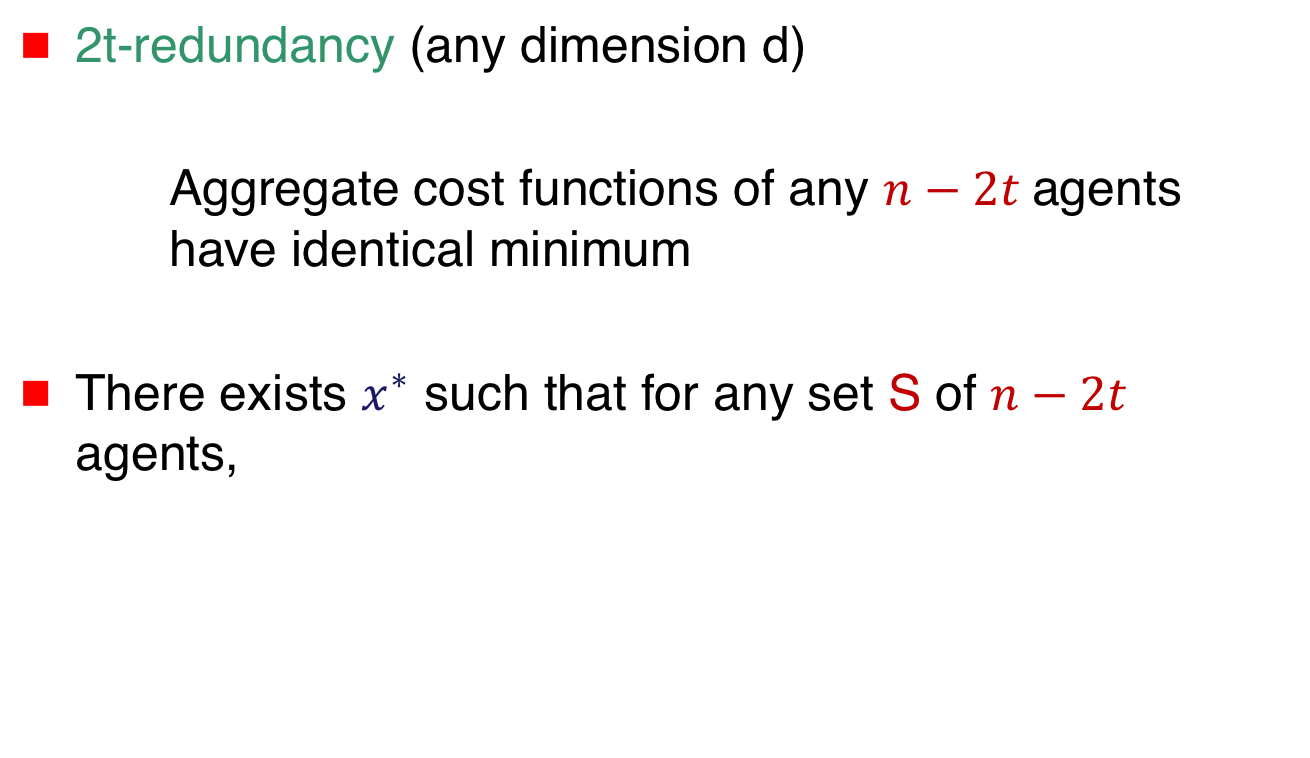 2t-redundancy (any dimension d)
Aggregate cost functions of any n − 2t agents
have identical minimum
There exists x* such that for any set S of n − 2t
agents,